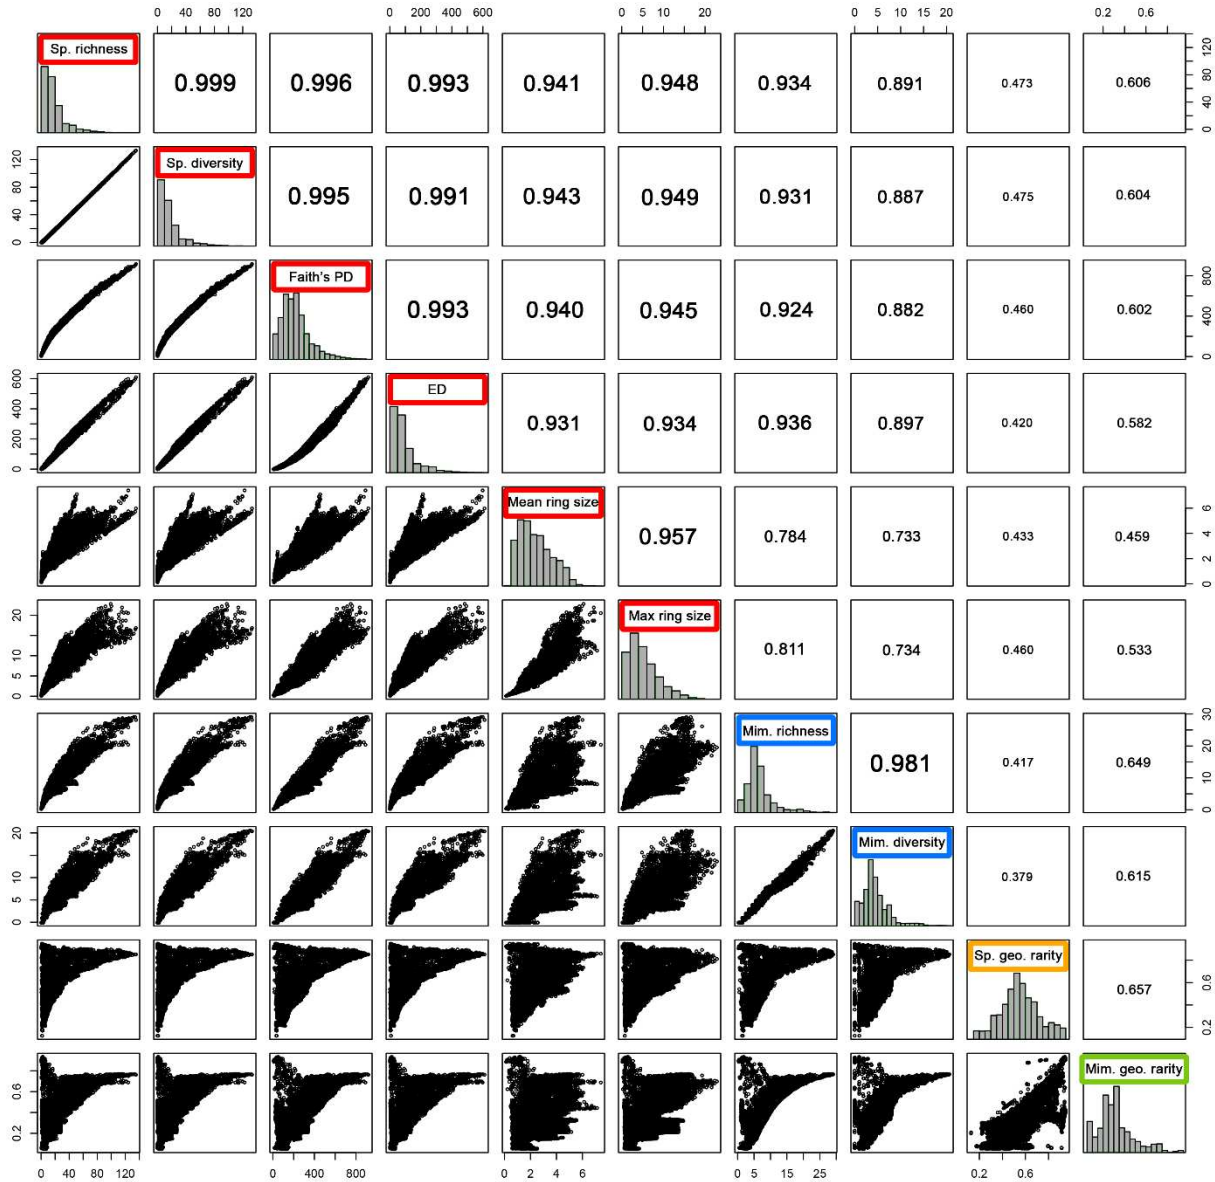 0 40 80 120
0 200 400 600
0 5 10 20
0 5 10 20
0.2 0.6
Sp. richness
0.999
0.996
0.993
0.941
0.948
0.934
0.891
0.473
0.606
0 40 80 140
0 40 80 120
Sp. diversity
0.995
0.991
0.943
0.949
0.931
0.887
0.475
0.604
Faith's PD
0.993
0.940
0.945
0.924
0.882
0.460
0.602
0 400 800
0 200 400 600
ED
0.931
0.934
0.936
0.897
0.420
0.582
Mean ring size
0.957
0.784
0.733
0.433
0.459
0 2 4 6
0 5 10 20
Max ring size
0.811
0.734
0.460
0.533
Mim. richness
0.981
0.417
0.649
0 10 20 30
0 5 10 20
Mim. diversity
0.379
0.615
Sp. geo. rarity
0.657
0.2 0.6
0.2 0.6
Mim. geo. rarity
0 40 80 140
0 400 800
0 2 4 6
0 5 15 30
0.2 0.6